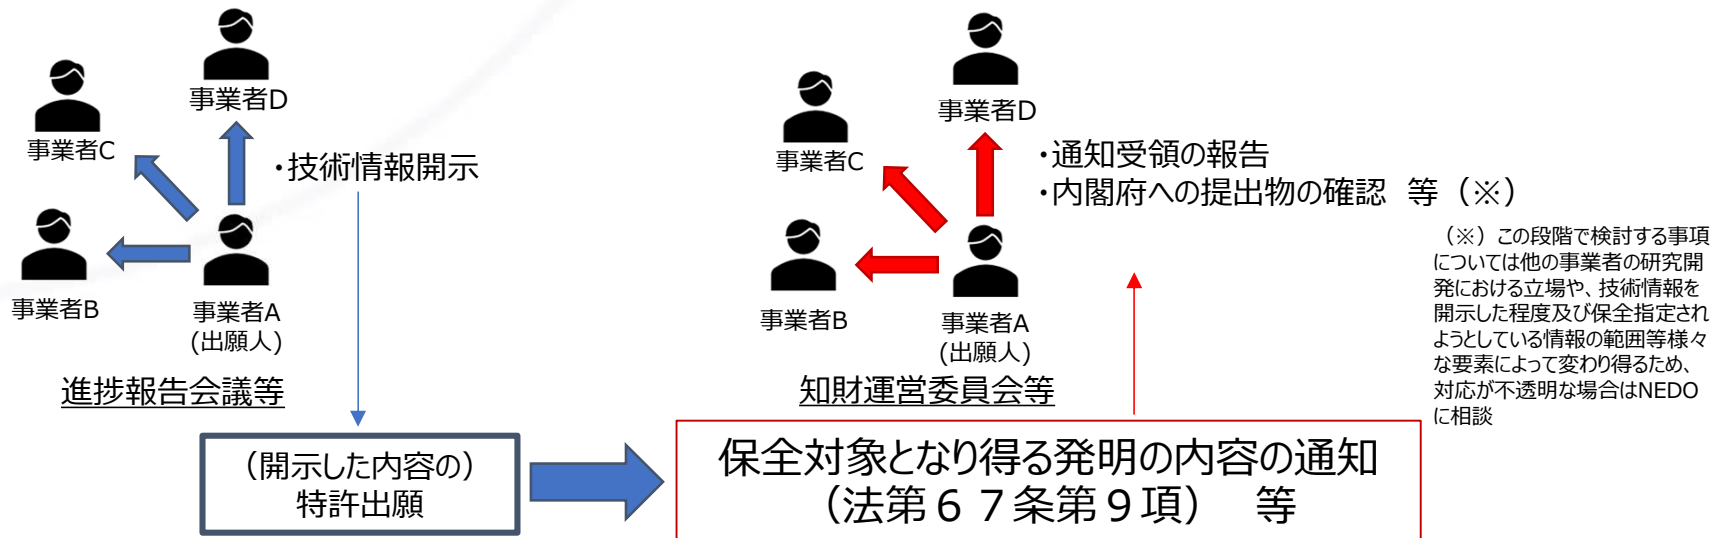 事業者D
事業者C
・技術情報開示
事業者B
事業者A
(出願人)
進捗報告会議等
（開示した内容の）
特許出願
事業者D
事業者C
・通知受領の報告
・内閣府への提出物の確認　等（※）
事業者B
事業者A
(出願人)
知財運営委員会等
（※）この段階で検討する事項
については他の事業者の研究開
発における立場や、技術情報を
開示した程度及び保全指定され
ようとしている情報の範囲等様々
な要素によって変わり得るため、
対応が不透明な場合はNEDO
に相談
保全対象となり得る発明の内容の通知
（法第６７条第９項）　等